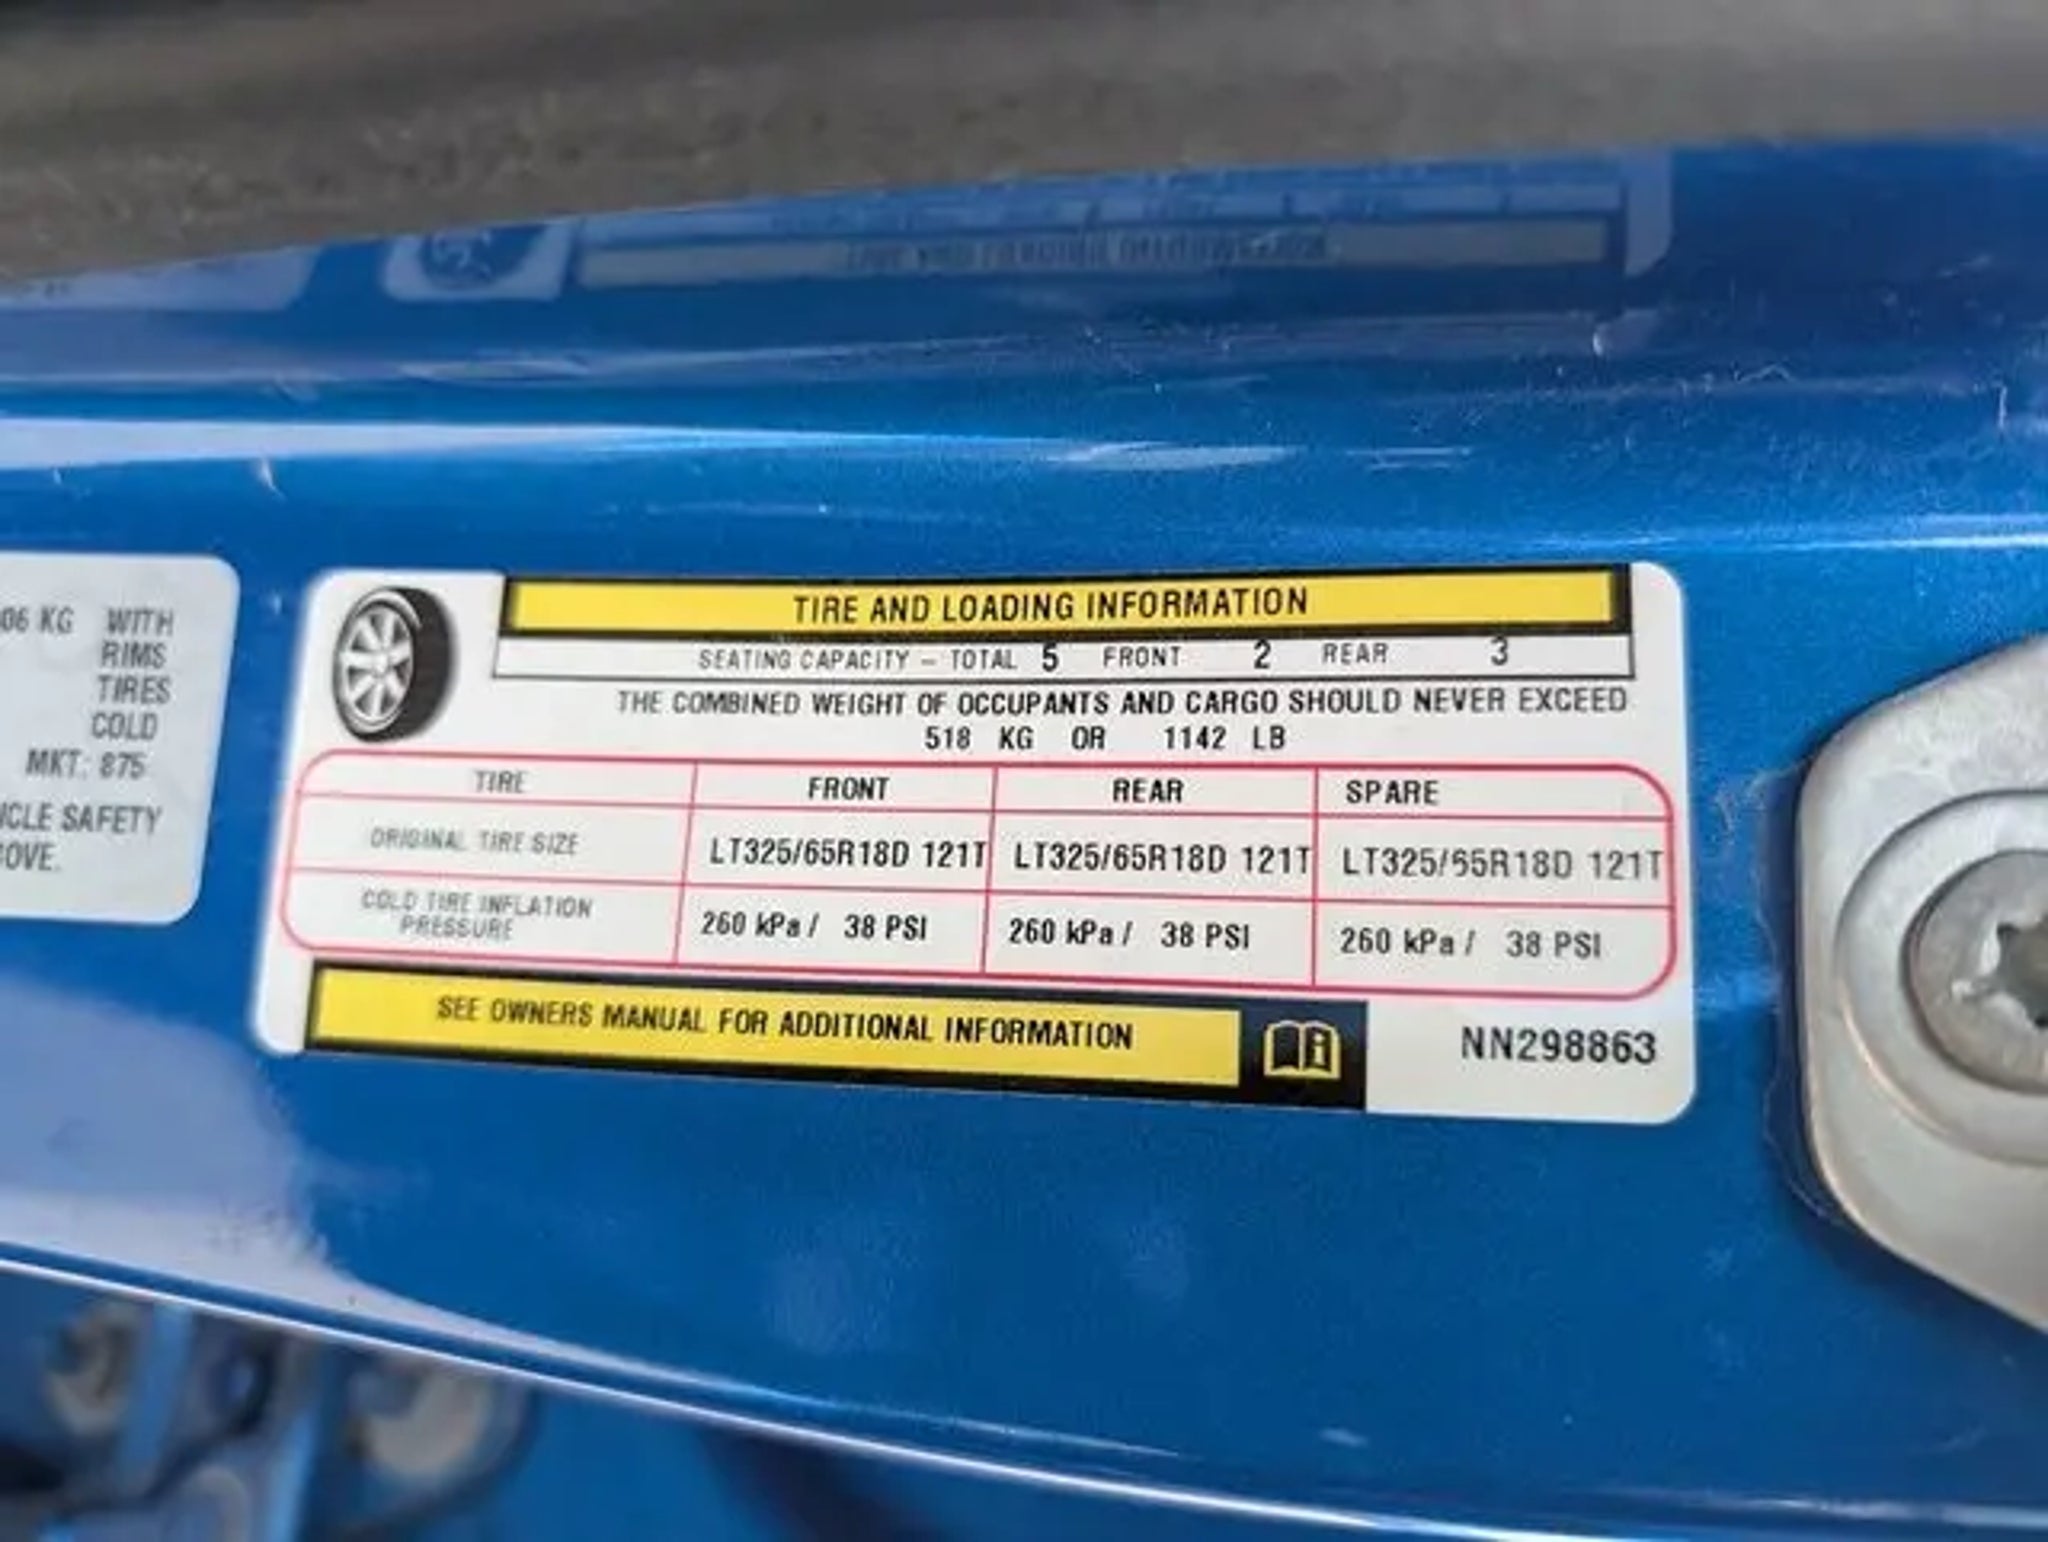 06 KG WITH
RIMS
TIRES
COLD
MKT: 875
ICLE SAFETY
OVE.
TIRE AND LOADING INFORMATION
SEATING CAPACITY – TOTAL 5 FRONT 2 REAR 3
THE COMBINED WEIGHT OF OCCUPANTS AND CARGO SHOULD NEVER EXCEED
518 KG OR 1142 LB
TIRE FRONT REAR SPARE
ORIGINAL TIRE SIZE LT325/65R18D 121T LT325/65R18D 121T LT325/65R18D 121T
COLD TIRE INFLATION
PRESSURE 260 kPa / 38 PSI 260 kPa / 38 PSI 260 kPa / 38 PSI
SEE OWNERS MANUAL FOR ADDITIONAL INFORMATION
NN298863